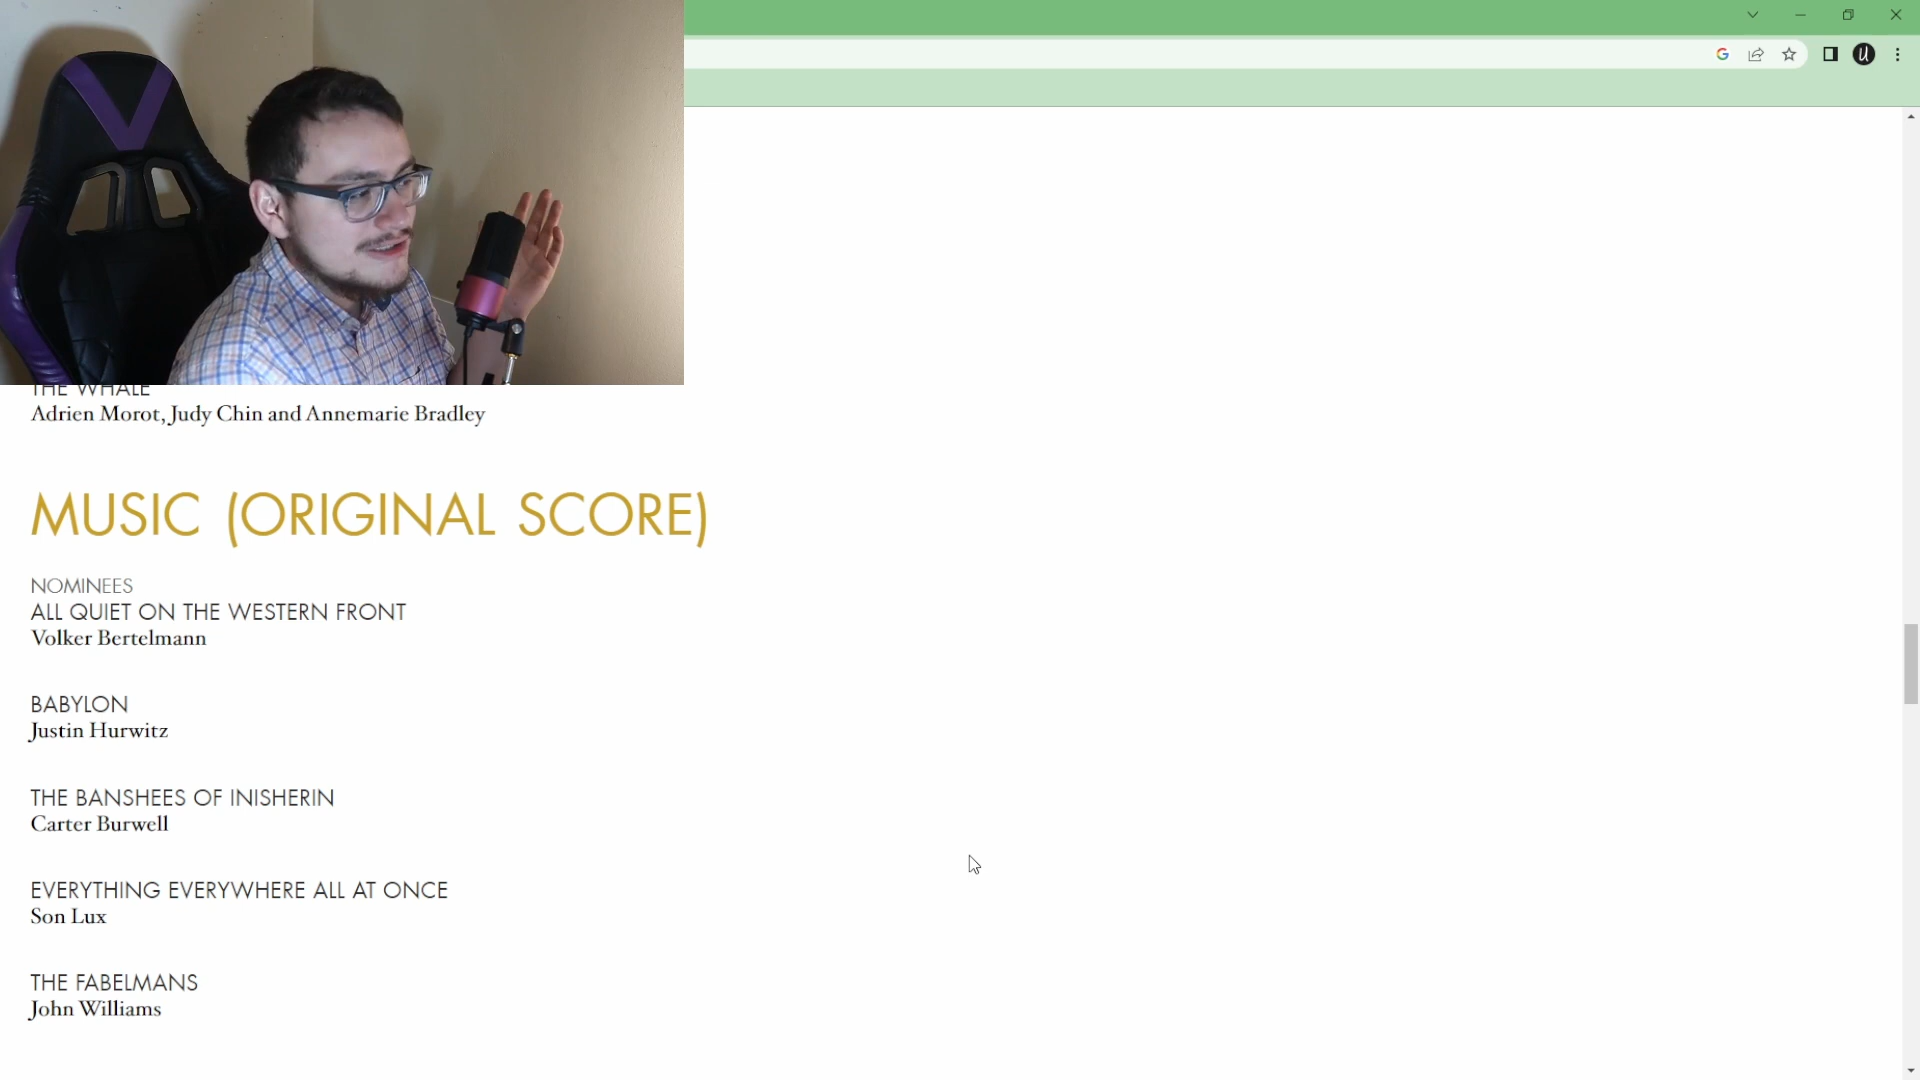 THE WHALE
Adrien Morot, Judy Chin and Annemarie Bradley
MUSIC (ORIGINAL SCORE)
NOMINEES
ALL QUIET ON THE WESTERN FRONT
Volker Bertelmann
BABYLON
Justin Hurwitz
THE BANSHEES OF INISHERIN
Carter Burwell
EVERYTHING EVERYWHERE ALL AT ONCE
Son Lux
THE FABELMANS
John Williams